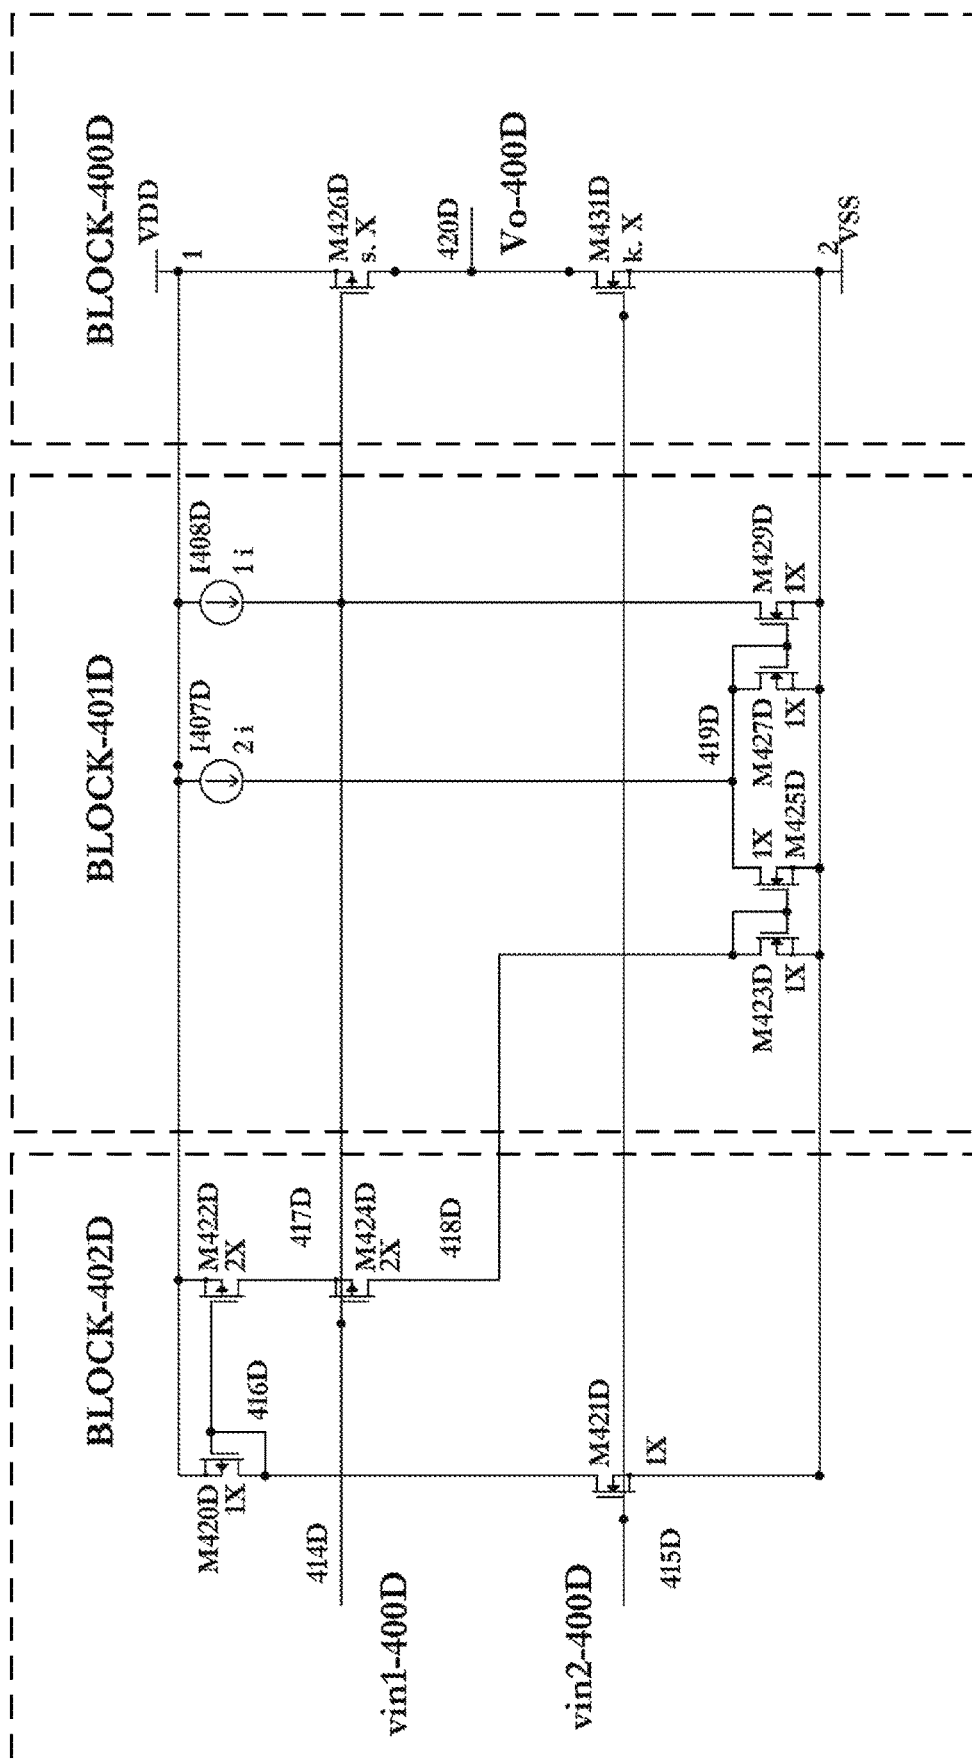 BLOCK-402D
M420D
1X
416D
M422D
2X
417D
414D
M424D
2X
418D
vin1-400D
M421D
1X
415D
vin2-400D
BLOCK-401D
I407D
2 i
I408D
1 i
419D
M423D
1X
1X
M425D
M427D
1X
M429D
1X
BLOCK-400D
VDD
1
M426D
s. X
420D
Vo-400D
M431D
k. X
2
VSS